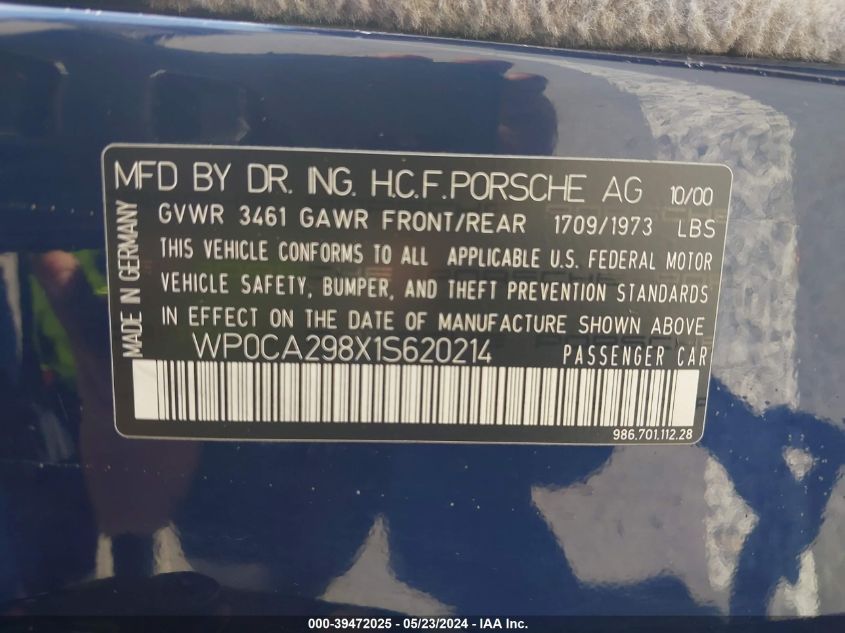 MFD BY DR. ING. H.C.F.PORSCHE AG 10/00
GVWR 3461 GAWR FRONT/REAR 1709/1973 LBS
THIS VEHICLE CONFORMS TO ALL APPLICABLE U.S. FEDERAL MOTOR
VEHICLE SAFETY, BUMPER, AND THEFT PREVENTION STANDARDS
IN EFFECT ON THE DATE OF MANUFACTURE SHOWN ABOVE
WP0CA298X1S620214 PASSENGER CAR
MADE IN GERMANY
986.701.112.28
000-39472025 - 05/23/2024 - IAA Inc.